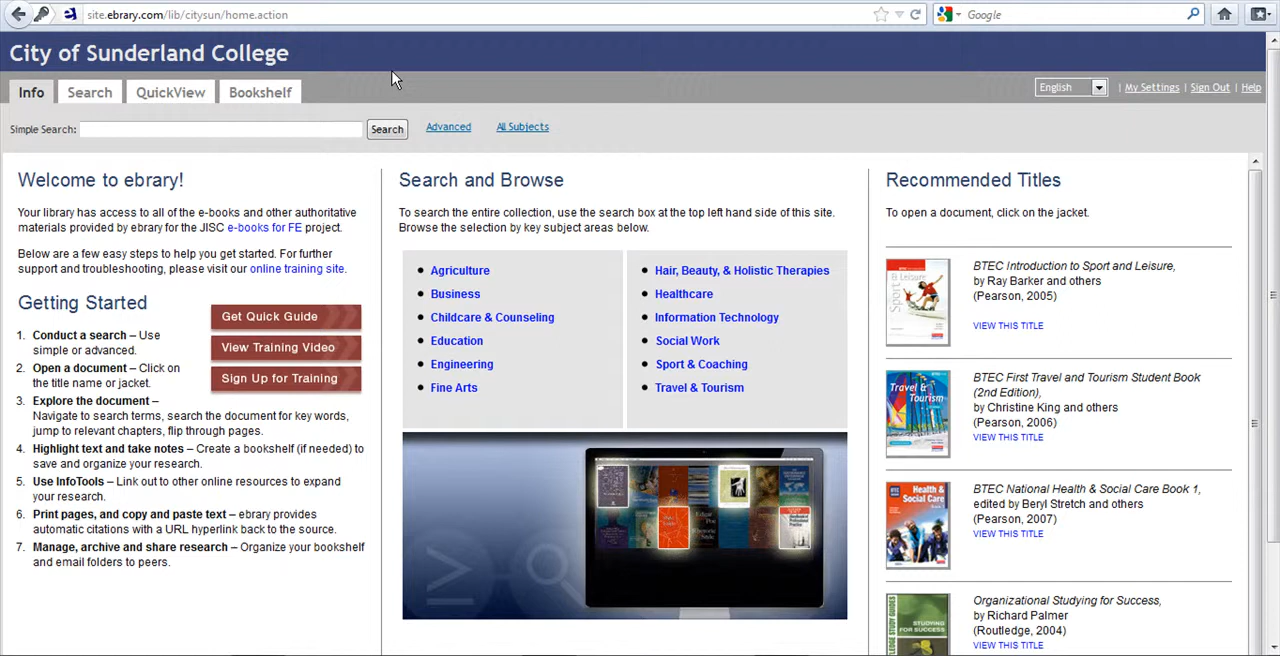 site.ebrary.com/lib/citysun/home.action
Google
City of Sunderland College
Info
Search
QuickView
Bookshelf
English
My Settings | Sign Out | Help
Simple Search:
Search
Advanced
All Subjects
Welcome to ebrary!
Your library has access to all of the e-books and other authoritative
materials provided by ebrary for the JISC e-books for FE project.
Below are a few easy steps to help you get started. For further
support and troubleshooting, please visit our online training site.
Getting Started
Get Quick Guide
View Training Video
Sign Up for Training
1. Conduct a search – Use
simple or advanced.
2. Open a document – Click on
the title name or jacket.
3. Explore the document –
Navigate to search terms, search the document for key words,
jump to relevant chapters, flip through pages.
4. Highlight text and take notes – Create a bookshelf (if needed) to
save and organize your research.
5. Use InfoTools – Link out to other online resources to expand
your research.
6. Print pages, and copy and paste text – ebrary provides
automatic citations with a URL hyperlink back to the source.
7. Manage, archive and share research – Organize your bookshelf
and email folders to peers.
Search and Browse
To search the entire collection, use the search box at the top left hand side of this site.
Browse the selection by key subject areas below.
Agriculture
Business
Childcare & Counseling
Education
Engineering
Fine Arts
Hair, Beauty, & Holistic Therapies
Healthcare
Information Technology
Social Work
Sport & Coaching
Travel & Tourism
Recommended Titles
To open a document, click on the jacket.
Sport & Leisure
BTEC Introduction to Sport and Leisure,
by Ray Barker and others
(Pearson, 2005)
VIEW THIS TITLE
Travel & Tourism
BTEC First Travel and Tourism Student Book
(2nd Edition),
by Christine King and others
(Pearson, 2006)
VIEW THIS TITLE
Health & Social Care
BTEC National Health & Social Care Book 1,
edited by Beryl Stretch and others
(Pearson, 2007)
VIEW THIS TITLE
STUDYING FOR SUCCESS
Organizational Studying for Success,
by Richard Palmer
(Routledge, 2004)
VIEW THIS TITLE